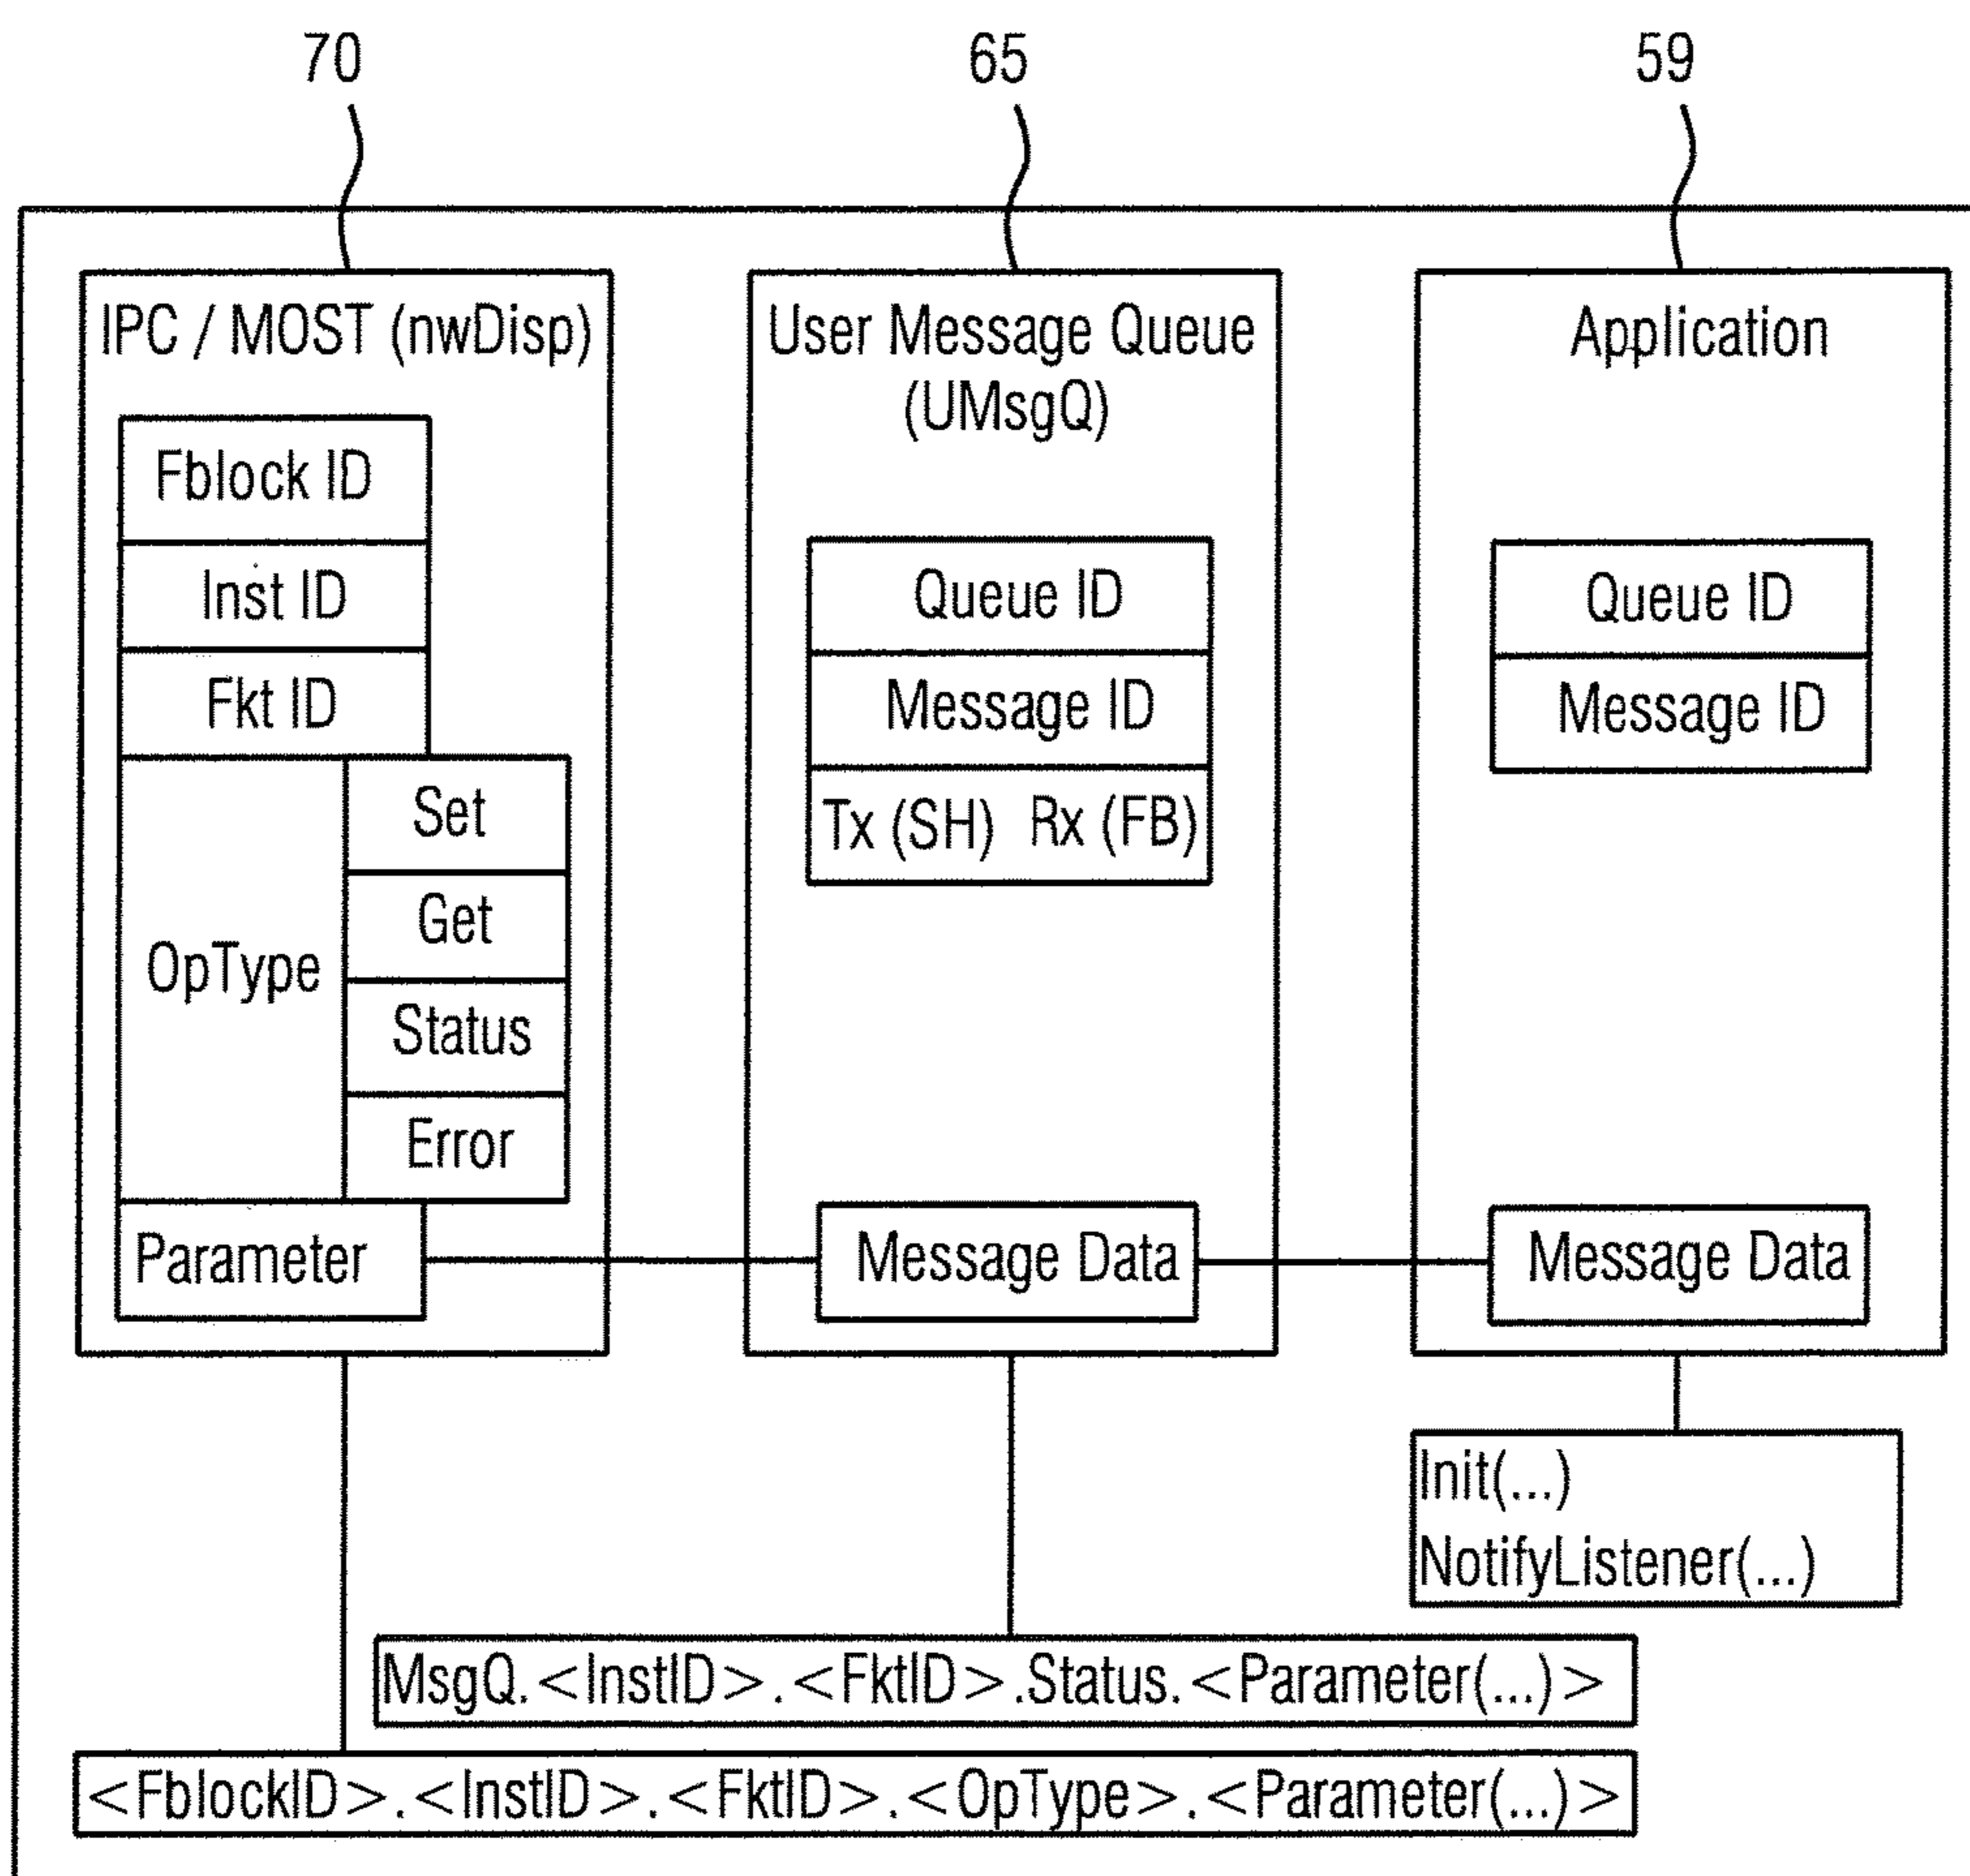 70
65
59
IPC / MOST (nwDisp)
Fblock ID
Inst ID
Fkt ID
OpType
Set
Get
Status
Error
Parameter
User Message Queue
(UMsgQ)
Queue ID
Message ID
Tx (SH) Rx (FB)
Message Data
Application
Queue ID
Message ID
Message Data
Init(...)
NotifyListener(...)
MsgQ.<InstID>.<FktID>.Status.<Parameter(...)>
<FblockID>.<InstID>.<FktID>.<OpType>.<Parameter(...)>